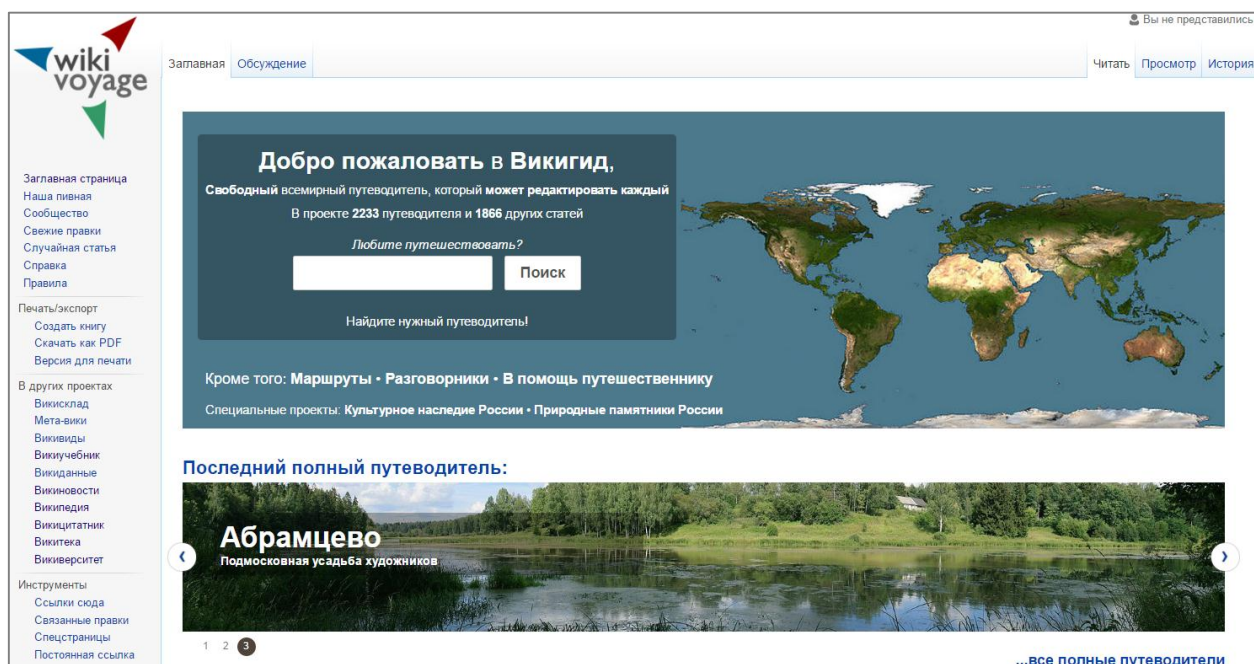 Вы не представились
wiki
voyage
Заглавная Обсуждение
Читать Просмотр История
Добро пожаловать в Викигид,
Свободный всемирный путеводитель, который может редактировать каждый
В проекте 2233 путеводителя и 1866 других статей
Любите путешествовать?
Поиск
Найдите нужный путеводитель!
Кроме того: Маршруты • Разговорники • В помощь путешественнику
Специальные проекты: Культурное наследие России • Природные памятники России
Заглавная страница
Наша пивная
Сообщество
Свежие правки
Случайная статья
Справка
Правила
Печать/экспорт
Создать книгу
Скачать как PDF
Версия для печати
В других проектах
Викисклад
Мета-вики
Викивиды
Викиучебник
Викиданные
Викиновости
Википедия
Викицитатник
Викитека
Викиверситет
Инструменты
Ссылки сюда
Связанные правки
Спецстраницы
Постоянная ссылка
Последний полный путеводитель:
Абрамцево
Подмосковная усадьба художников
1 2 3
...все полные путеводители